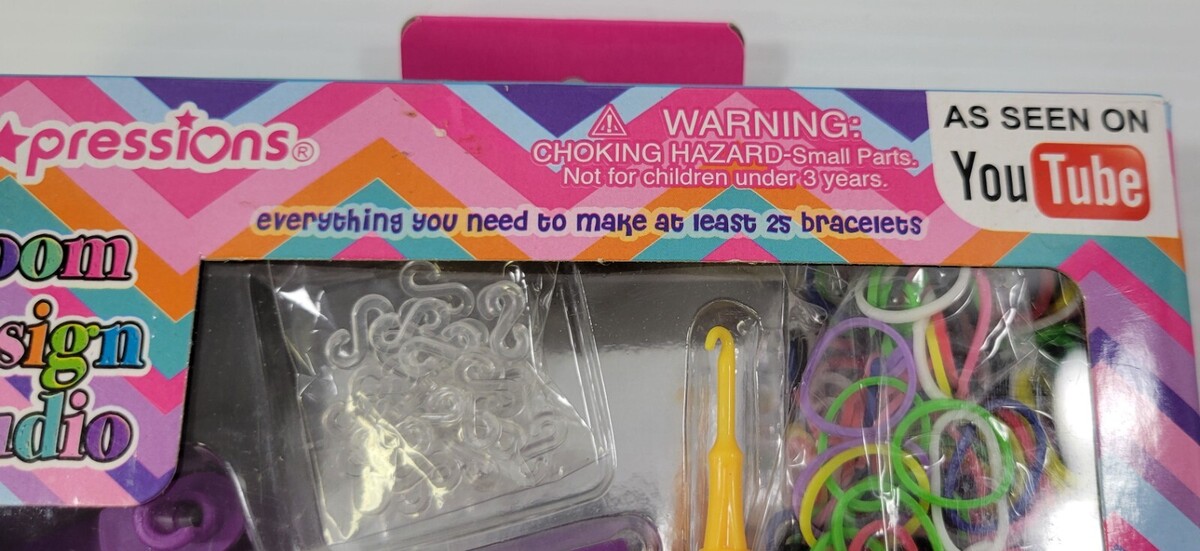 ★pressions®
WARNING:
CHOKING HAZARD-Small Parts.
Not for children under 3 years.
AS SEEN ON
YouTube
everything you need to make at least 25 bracelets
oom
sign
udio